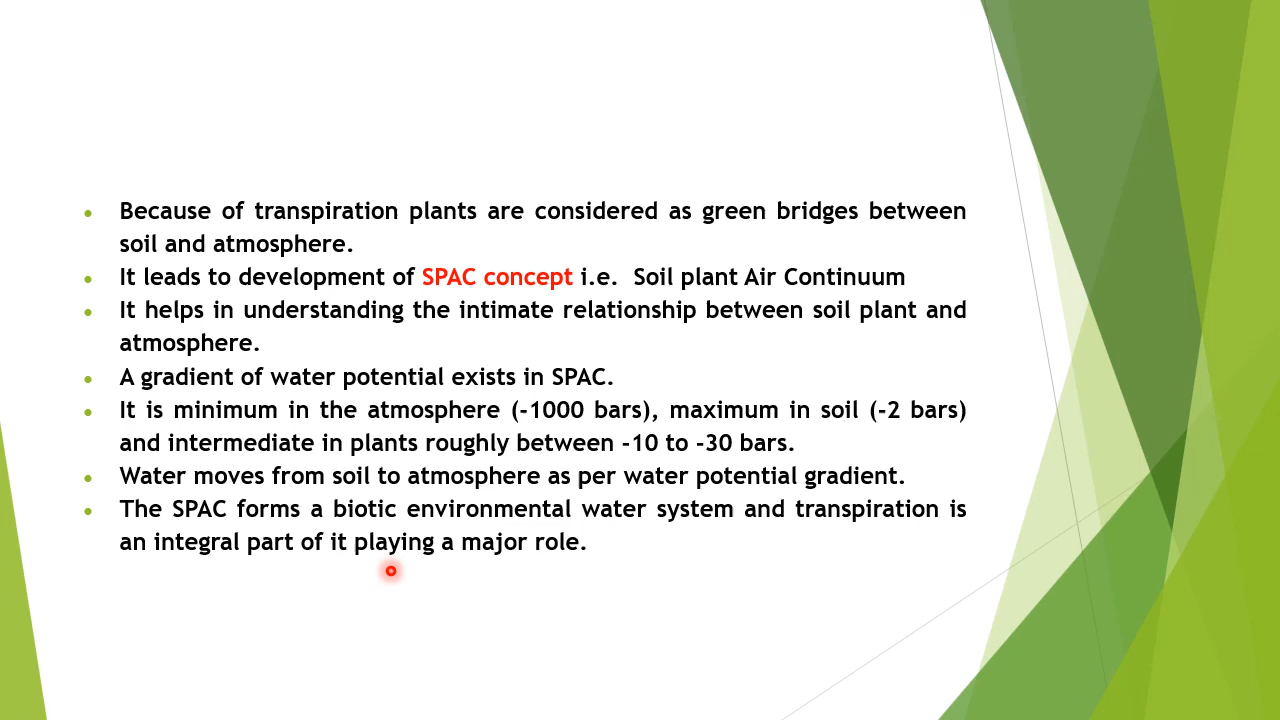 Because of transpiration plants are considered as green bridges between
soil and atmosphere.
It leads to development of SPAC concept i.e.  Soil plant Air Continuum
It helps in understanding the intimate relationship between soil plant and
atmosphere.
A gradient of water potential exists in SPAC.
It is minimum in the atmosphere (-1000 bars), maximum in soil (-2 bars)
and intermediate in plants roughly between -10 to -30 bars.
Water moves from soil to atmosphere as per water potential gradient.
The SPAC forms a biotic environmental water system and transpiration is
an integral part of it playing a major role.